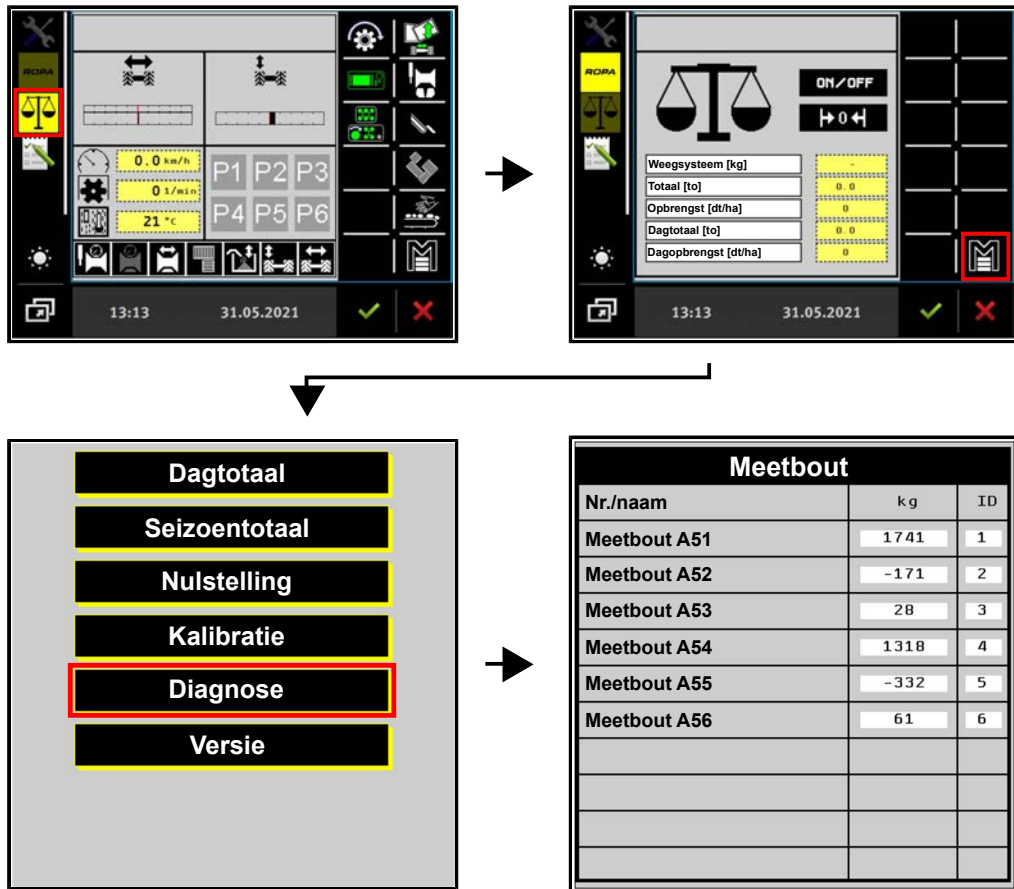 ROPA
0.0 km/h
0 1/min
21 °C
P1 P2 P3
P4 P5 P6
13:13 31.05.2021
ROPA
ON/OFF
0
Weegsysteem [kg] -
Totaal [to] 0.0
Opbrengst [dt/ha] 0
Dagtotaal [to] 0.0
Dagopbrengst [dt/ha] 0
13:13 31.05.2021
Dagtotaal
Seizoentotaal
Nulstelling
Kalibratie
Diagnose
Versie
Meetbout
Nr./naam kg ID
Meetbout A51 1741 1
Meetbout A52 -171 2
Meetbout A53 28 3
Meetbout A54 1318 4
Meetbout A55 -332 5
Meetbout A56 61 6